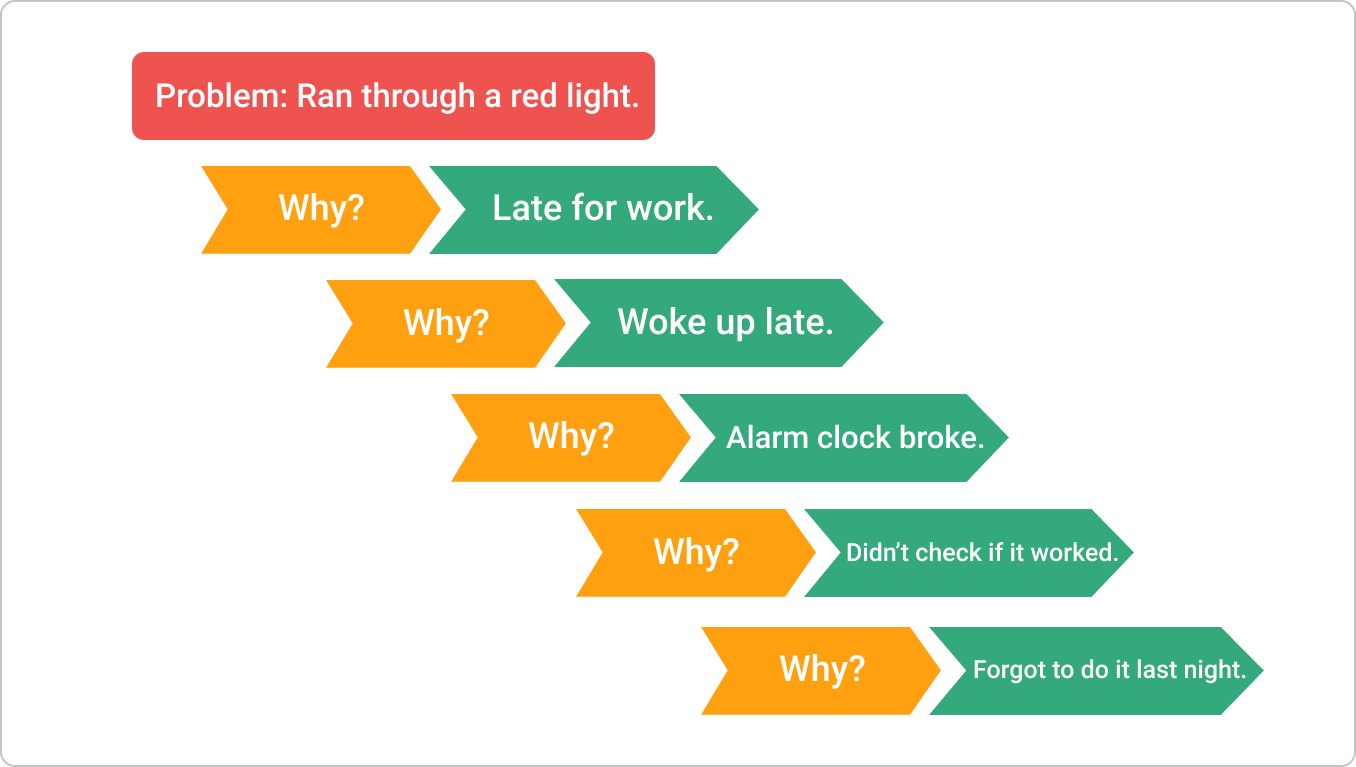 Problem: Ran through a red light.
Why? Late for work.
Why? Woke up late.
Why? Alarm clock broke.
Why? Didn’t check if it worked.
Why? Forgot to do it last night.